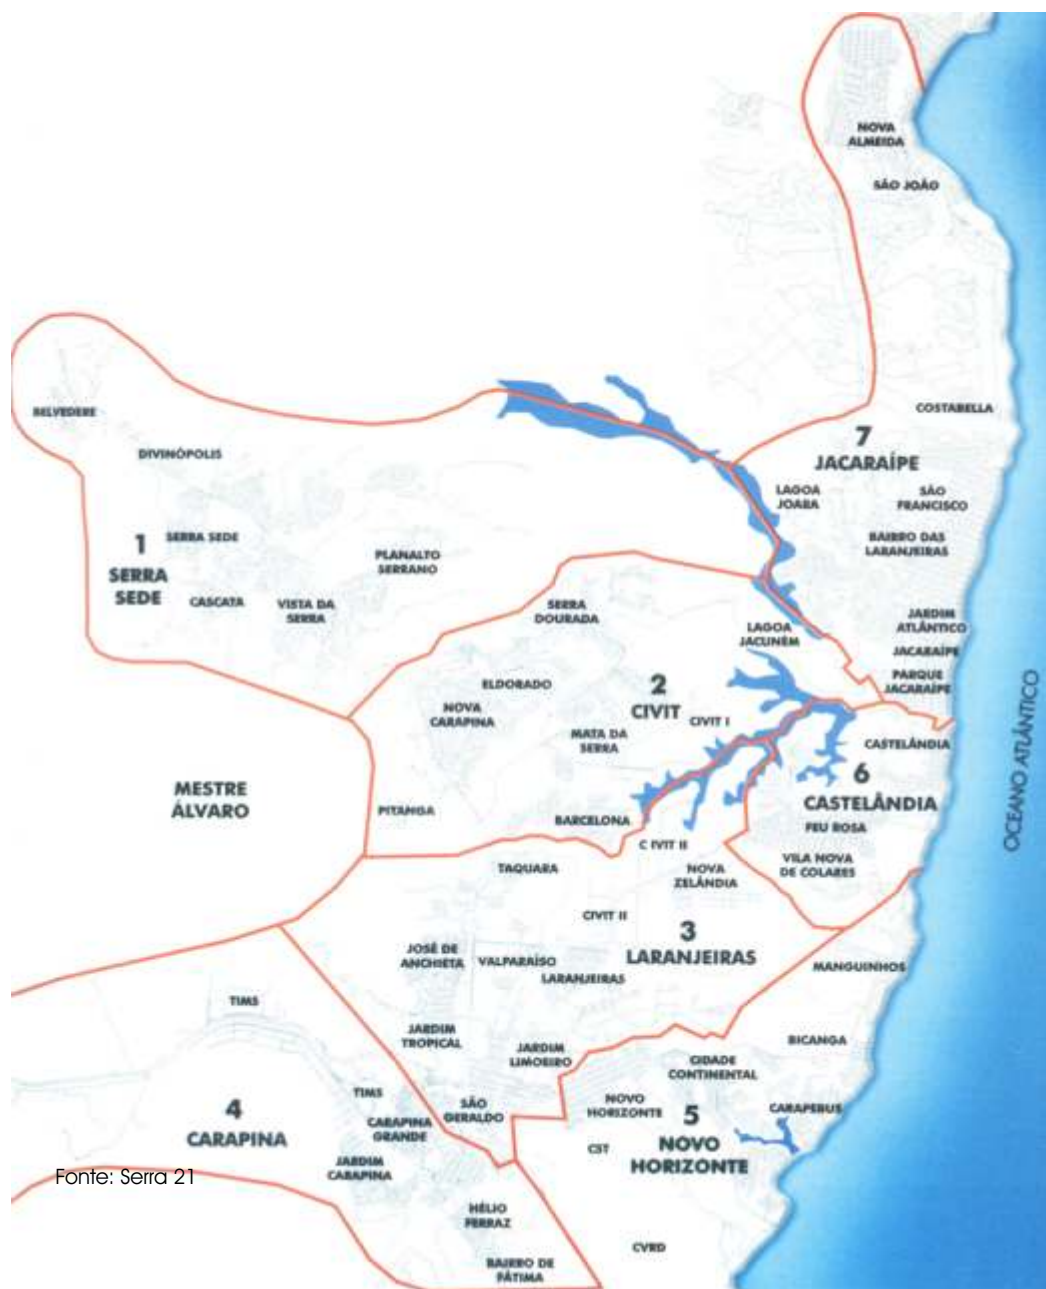 NOVA
ALMEIDA
SÃO JOÃO
COSTABELLA
7
JACARAÍPE
LAGOA
JOARA
SÃO
FRANCISCO
BAIRRO DAS
LARANJEIRAS
JARDIM
ATLÂNTICO
JACARAÍPE
PARQUE
JACARAÍPE
BELVEDERE
DIVINÓPOLIS
1
SERRA
SEDE
SERRA SEDE
CASCATA
VISTA DA
SERRA
PLANALTO
SERRANO
SERRA
DOURADA
LAGOA
JACUNÉM
ELDORADO
2
CIVIT
NOVA
CARAPINA
CIVIT I
MATA DA
SERRA
PITANGA
BARCELONA
MESTRE
ÁLVARO
CASTELÂNDIA
6
CASTELÂNDIA
FEU ROSA
VILA NOVA
DE COLARES
OCEANO ATLÂNTICO
C IVIT II
TAQUARA
NOVA
ZELÂNDIA
CIVIT II
3
LARANJEIRAS
JOSÉ DE
ANCHIETA
VALPARAÍSO
LARANJEIRAS
JARDIM
TROPICAL
JARDIM
LIMOEIRO
SÃO
GERALDO
MANGUINHOS
BICANGA
CIDADE
CONTINENTAL
NOVO
HORIZONTE
5
NOVO
HORIZONTE
CARAPEBUS
CST
CVRD
TIMS
TIMS
4
CARAPINA
CARAPINA
GRANDE
JARDIM
CARAPINA
HÉLIO
FERRAZ
BAIRRO DE
FÁTIMA
Fonte: Serra 21